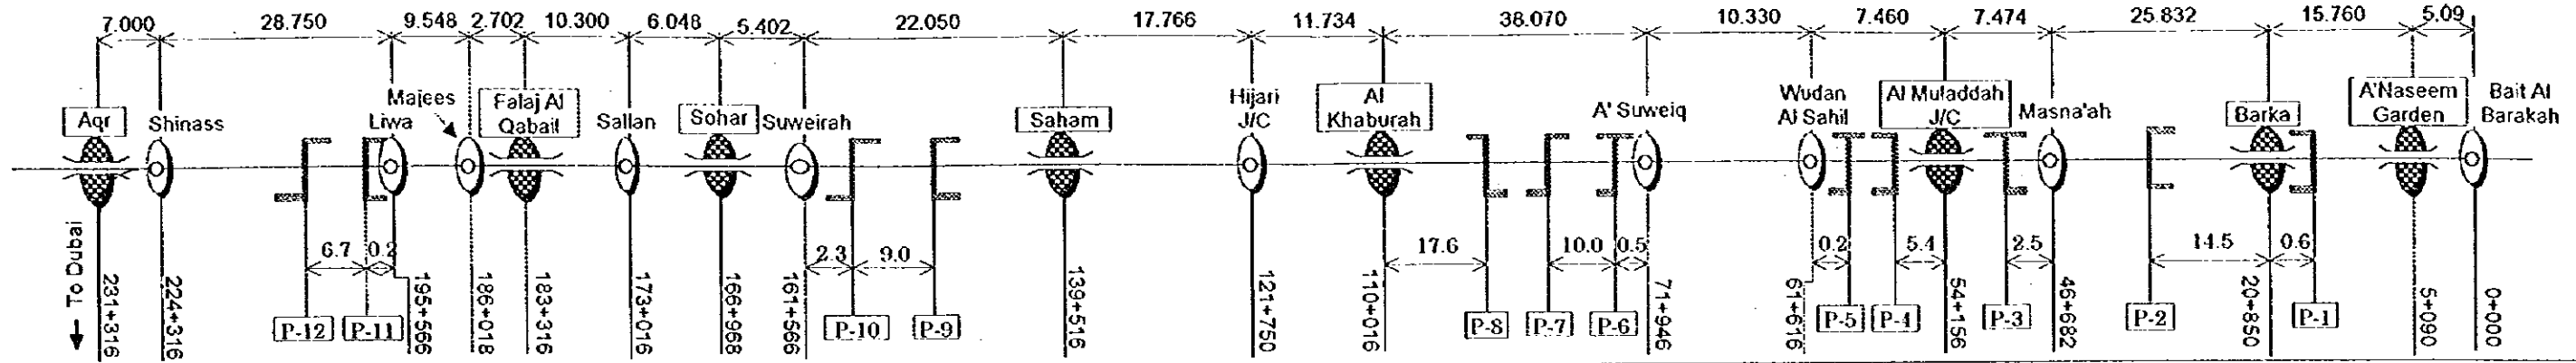 7.000 28.750 9.548 2.702 10.300 6.048 5.402 22.050 17.766 11.734 38.070 10.330 7.460 7.474 25.832 15.760 5.09
Aqr
Shinass
Liwa
Majees
Falaj Al
Qabail
Sallan
Sohar
Suweirah
Saham
Hijari
J/C
Al
Khaburah
A' Suweiq
Wudan
Al Sahil
Al Muladdah
J/C
Masna'ah
Barka
A'Naseem
Garden
Bait Al
Barakah
6.7 0.2 2.3 9.0 17.6 10.0 0.5 0.2 5.4 2.5 14.5 0.6
To Dubai
231+316
224+316
P-12
P-11
195+566
186+018
183+316
173+016
166+968
161+566
P-10
P-9
139+516
121+750
110+016
P-8
P-7
P-6
71+946
61+616
P-5
P-4
54+156
P-3
46+682
P-2
20+850
P-1
5+090
0+000